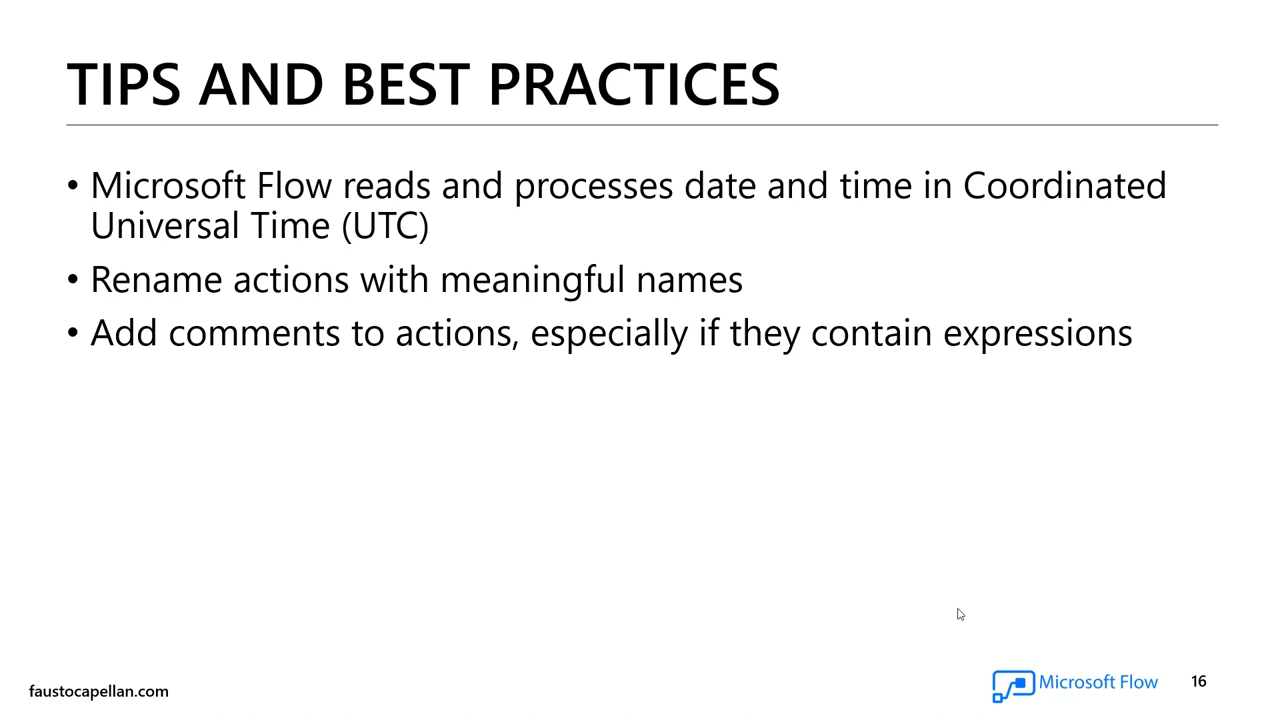 TIPS AND BEST PRACTICES
• Microsoft Flow reads and processes date and time in Coordinated
Universal Time (UTC)
• Rename actions with meaningful names
• Add comments to actions, especially if they contain expressions
faustocapellan.com
Microsoft Flow
16